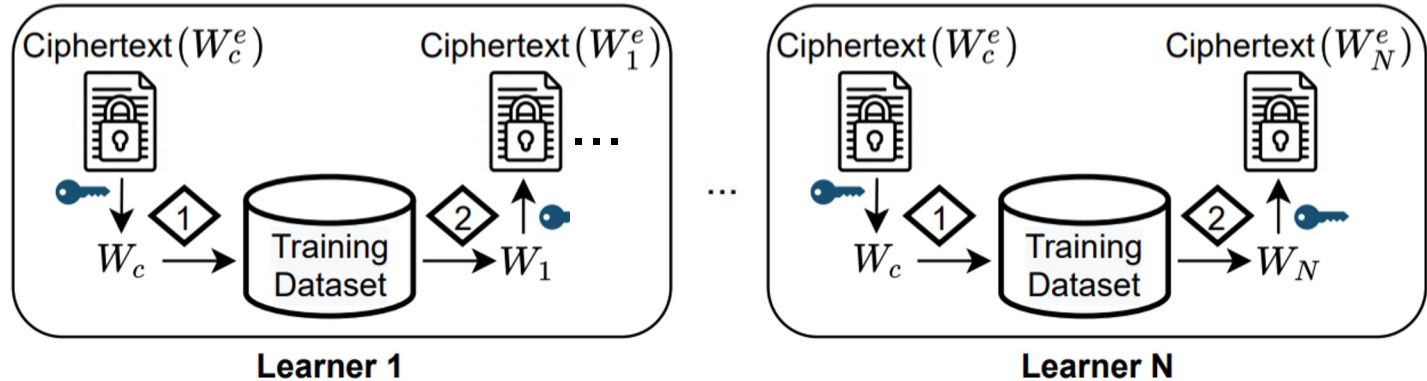 Ciphertext($W_c^e$) Ciphertext($W_1^e$)
...
1 2
$W_c$ Training
Dataset $W_1$
Learner 1
...
Ciphertext($W_c^e$) Ciphertext($W_N^e$)
1 2
$W_c$ Training
Dataset $W_N$
Learner N